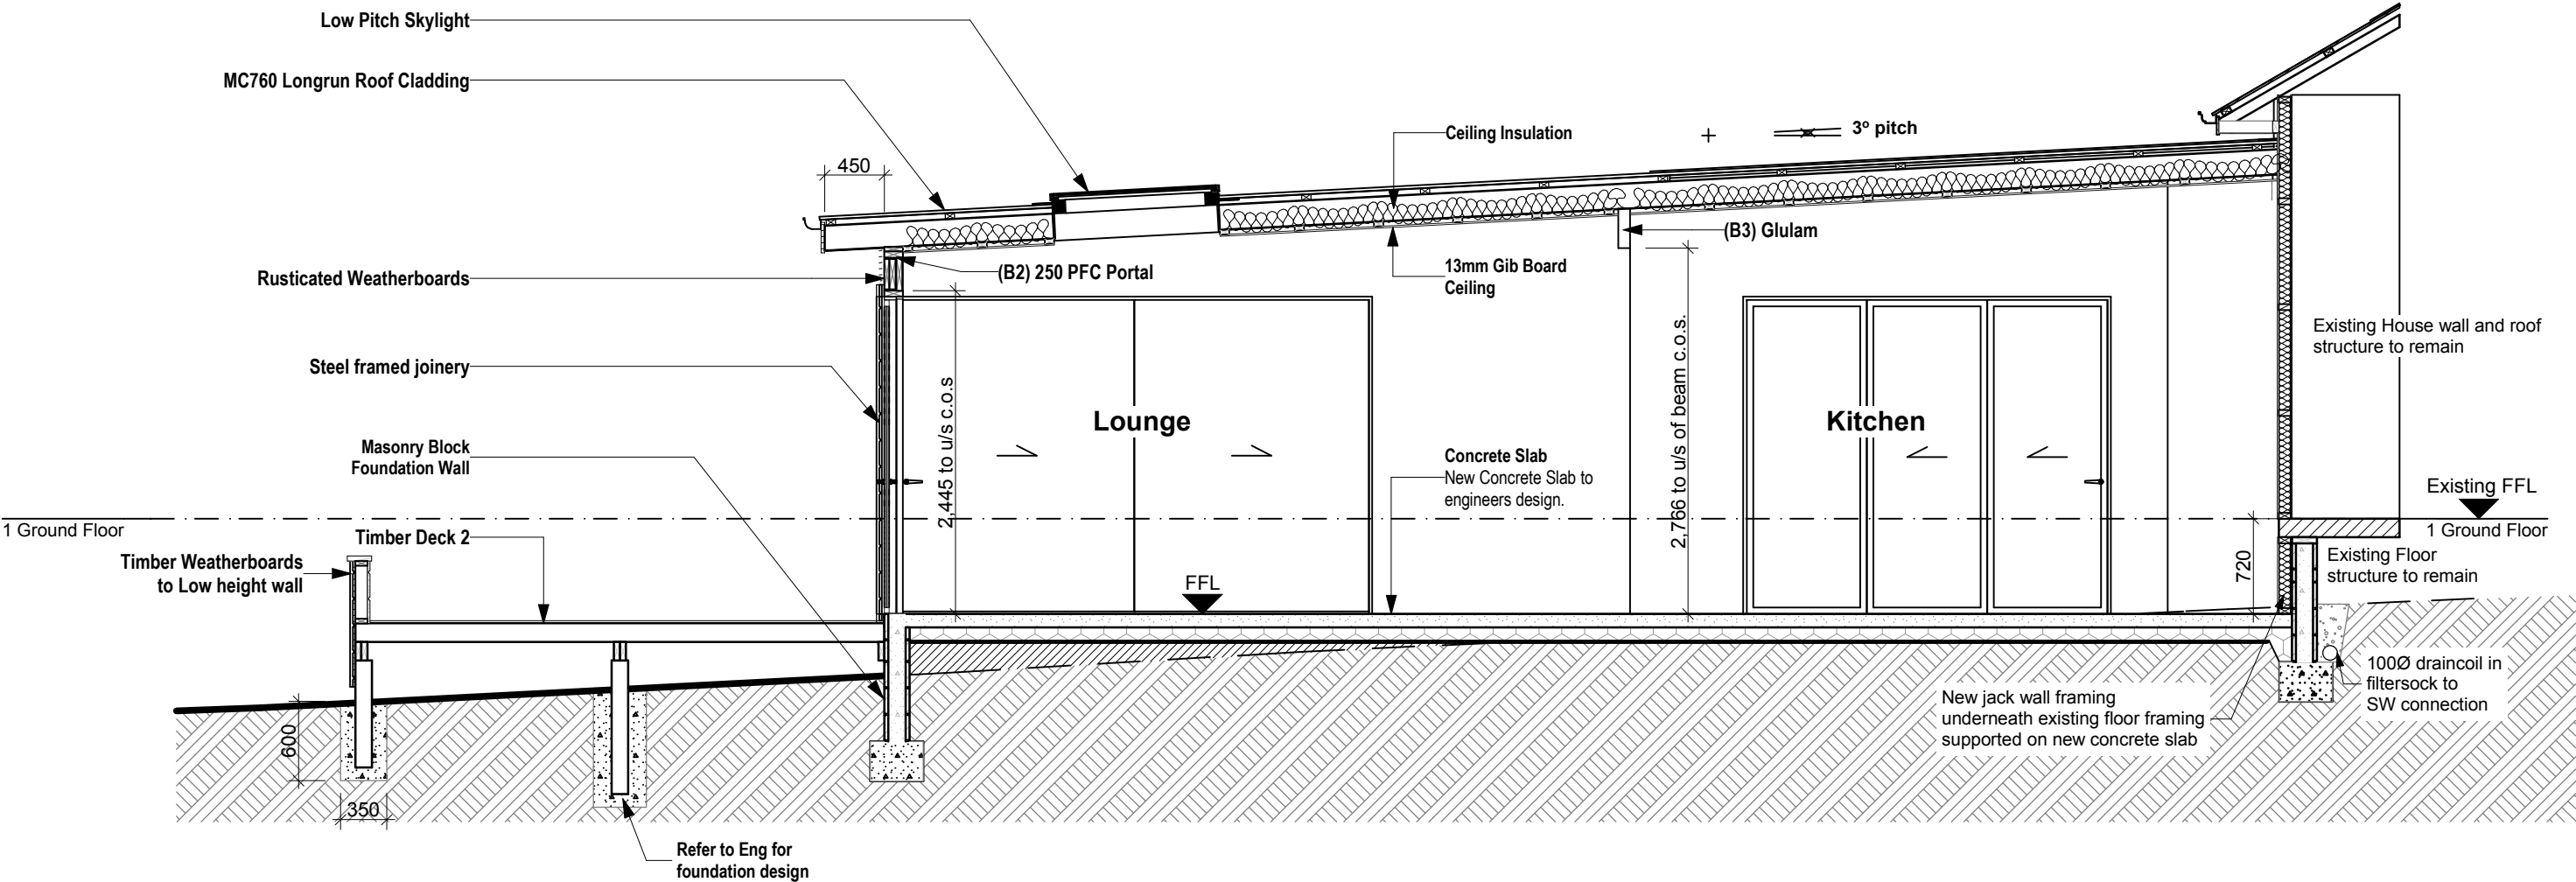 Low Pitch Skylight
MC760 Longrun Roof Cladding
450
Ceiling Insulation
+
3º pitch
Rusticated Weatherboards
(B2) 250 PFC Portal
(B3) Glulam
13mm Gib Board
Ceiling
Steel framed joinery
Existing House wall and roof
structure to remain
Masonry Block
Foundation Wall
Lounge
Kitchen
2,445 to u/s c.o.s
2,766 to u/s of beam c.o.s.
Concrete Slab
New Concrete Slab to
engineers design.
Existing FFL
1 Ground Floor
1 Ground Floor
Timber Deck 2
Timber Weatherboards
to Low height wall
FFL
720
Existing Floor
structure to remain
100Ø draincoil in
filtersock to
SW connection
New jack wall framing
underneath existing floor framing
supported on new concrete slab
600
350
Refer to Eng for
foundation design